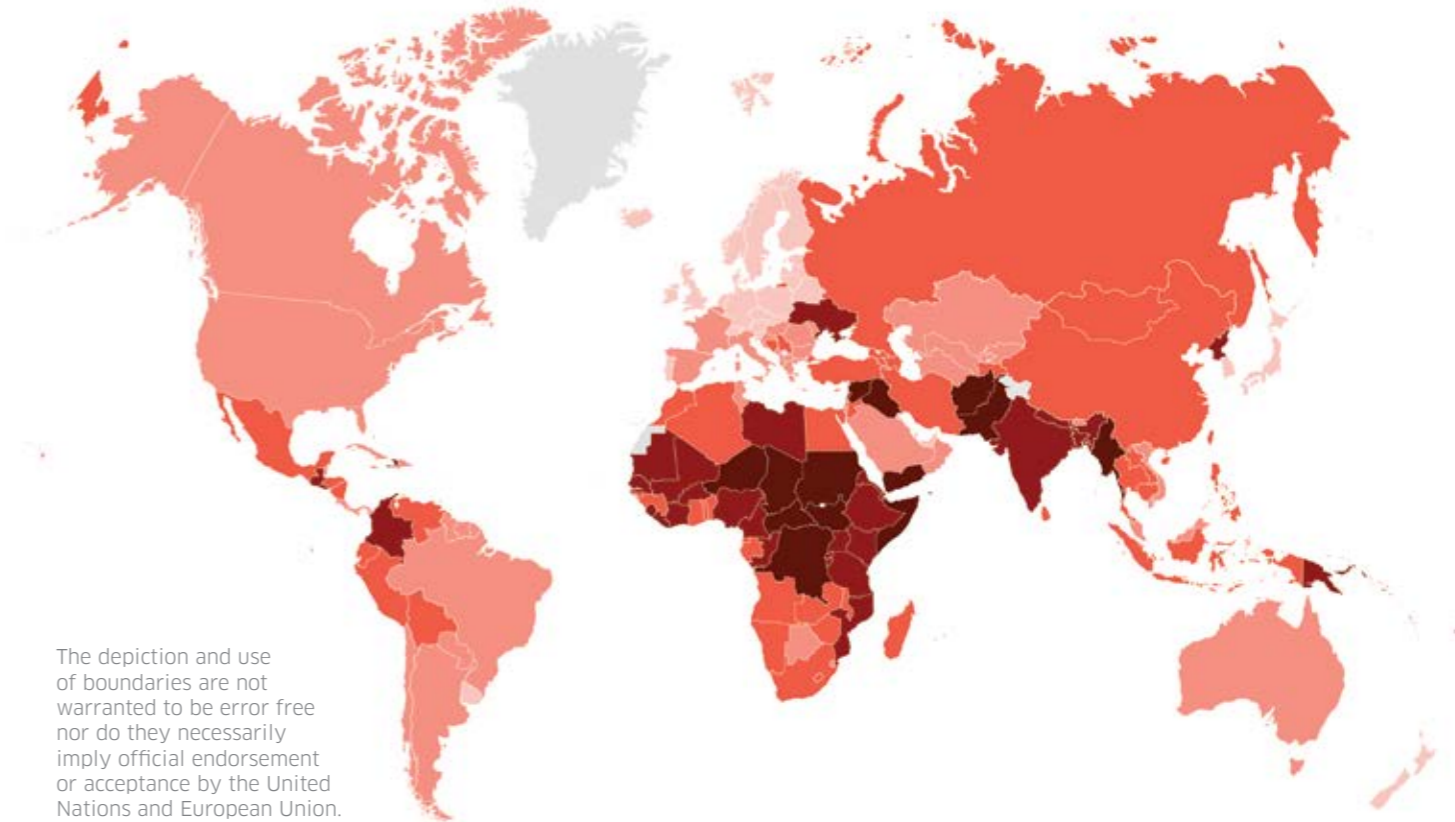 The depiction and use
of boundaries are not
warranted to be error free
nor do they necessarily
imply official endorsement
or acceptance by the United
Nations and European Union.